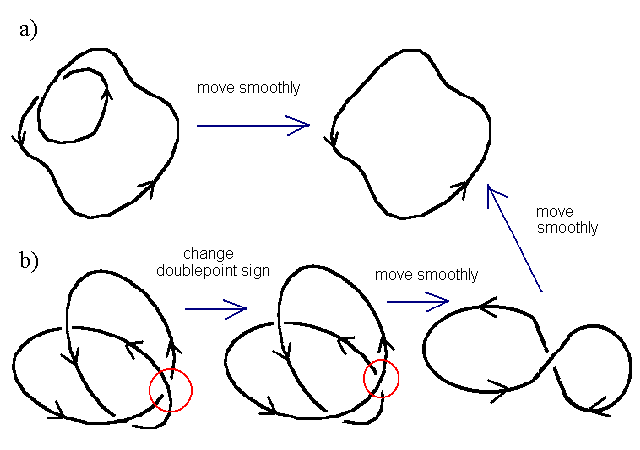 a)
move smoothly
move
smoothly
b)
change
doublepoint sign
move smoothly